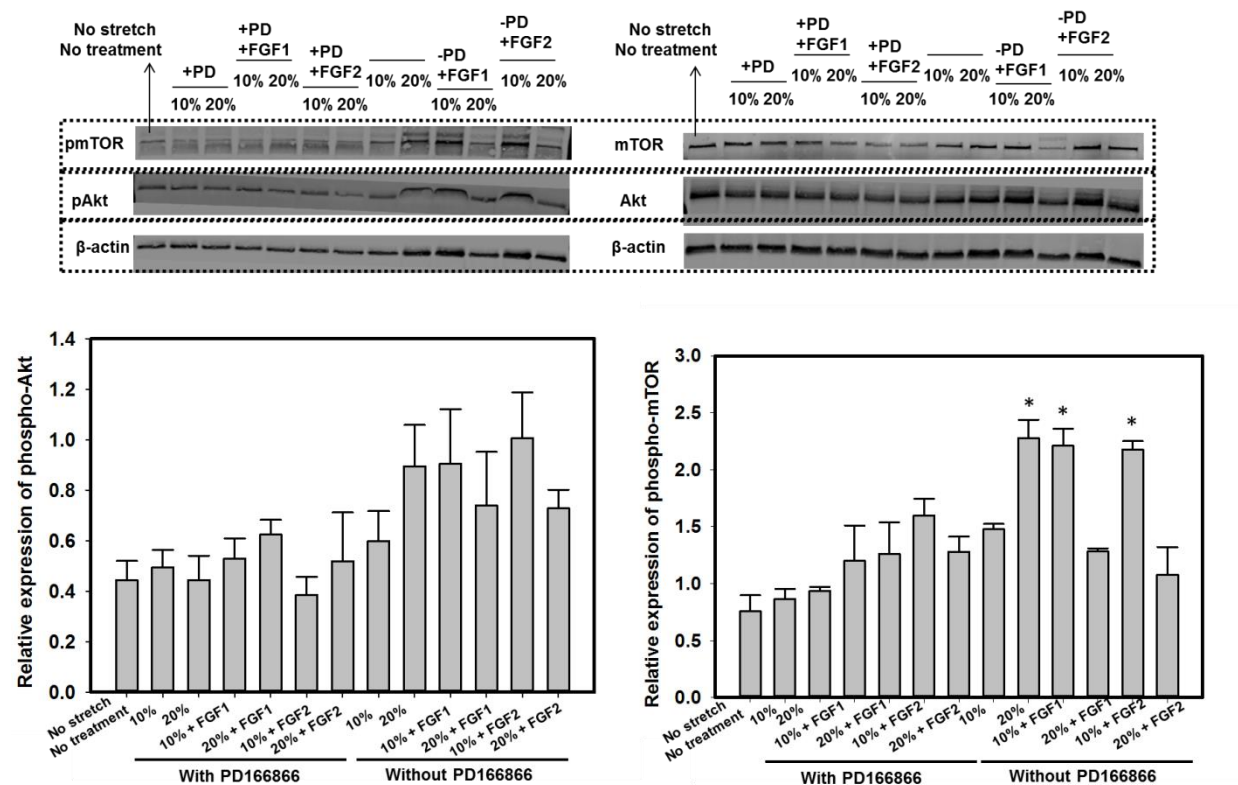 No stretch
No treatment
+PD
10% 20%
+PD
+FGF1
10% 20%
+PD
+FGF2
10% 20%
10% 20%
-PD
+FGF1
10% 20%
-PD
+FGF2
10% 20%
pmTOR
pAkt
β-actin
No stretch
No treatment
+PD
10% 20%
+PD
+FGF1
10% 20%
+PD
+FGF2
10% 20%
10% 20%
-PD
+FGF1
10% 20%
-PD
+FGF2
10% 20%
mTOR
Akt
β-actin
Relative expression of phospho-Akt
1.4
1.2
1.0
0.8
0.6
0.4
0.2
0.0
No stretch
No treatment
10%
20%
10% + FGF1
20% + FGF1
10% + FGF2
20% + FGF2
10%
20%
10% + FGF1
20% + FGF1
10% + FGF2
20% + FGF2
With PD166866
Without PD166866
Relative expression of phospho-mTOR
3.0
2.5
2.0
1.5
1.0
0.5
0.0
* * *
No stretch
No treatment
10%
20%
10% + FGF1
20% + FGF1
10% + FGF2
20% + FGF2
10%
20%
10% + FGF1
20% + FGF1
10% + FGF2
20% + FGF2
With PD166866
Without PD166866